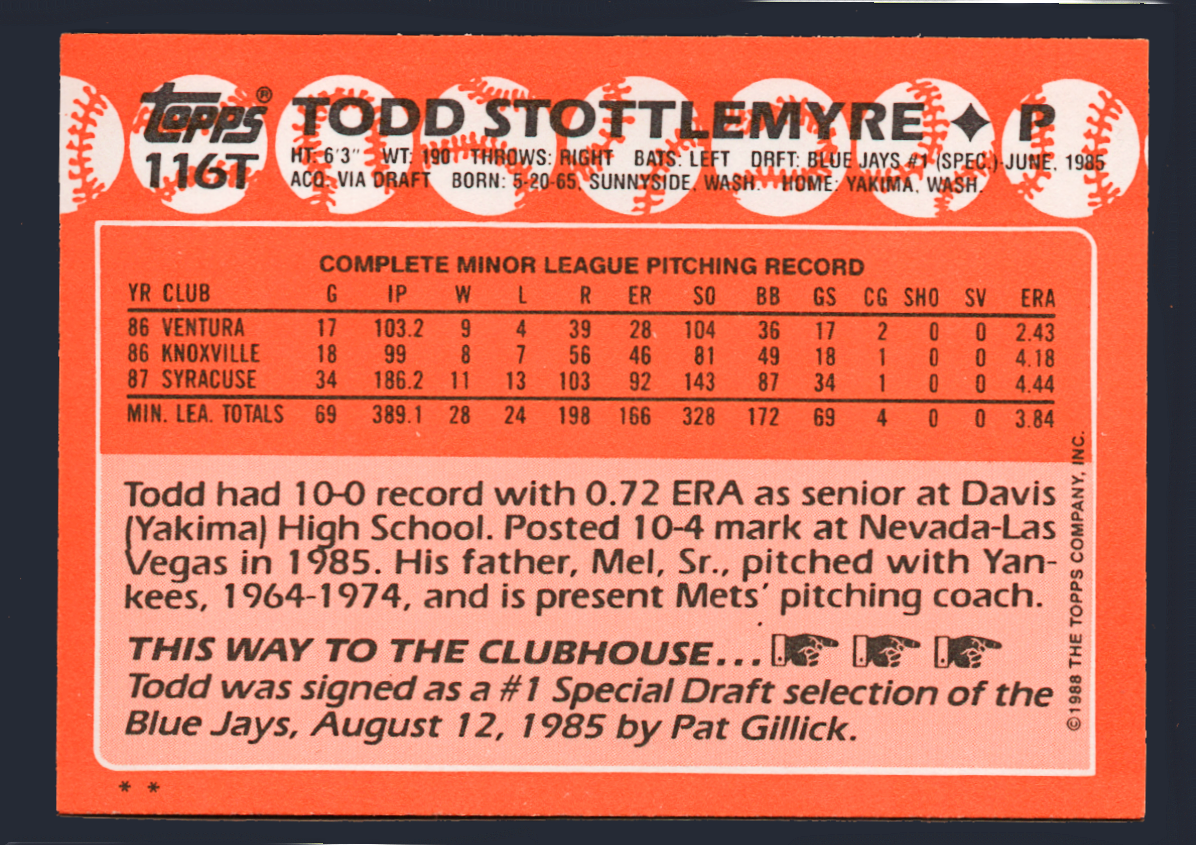 topps® TODD STOTTLEMYRE ✦ P
116T HT: 6'3" WT: 190 THROWS: RIGHT BATS: LEFT DRFT: BLUE JAYS #1 (SPEC.)-JUNE, 1985
ACQ: VIA DRAFT BORN: 5-20-65, SUNNYSIDE, WASH. HOME: YAKIMA, WASH.
COMPLETE MINOR LEAGUE PITCHING RECORD
YR CLUB G IP W L R ER SO BB GS CG SHO SV ERA
86 VENTURA 17 103.2 9 4 39 28 104 36 17 2 0 0 2.43
86 KNOXVILLE 18 99 8 7 56 46 81 49 18 1 0 0 4.18
87 SYRACUSE 34 186.2 11 13 103 92 143 87 34 1 0 0 4.44
MIN. LEA. TOTALS 69 389.1 28 24 198 166 328 172 69 4 0 0 3.84
Todd had 10-0 record with 0.72 ERA as senior at Davis
(Yakima) High School. Posted 10-4 mark at Nevada-Las
Vegas in 1985. His father, Mel, Sr., pitched with Yan-
kees, 1964-1974, and is present Mets' pitching coach.
THIS WAY TO THE CLUBHOUSE...
Todd was signed as a #1 Special Draft selection of the
Blue Jays, August 12, 1985 by Pat Gillick.
©1988 THE TOPPS COMPANY, INC.
* *